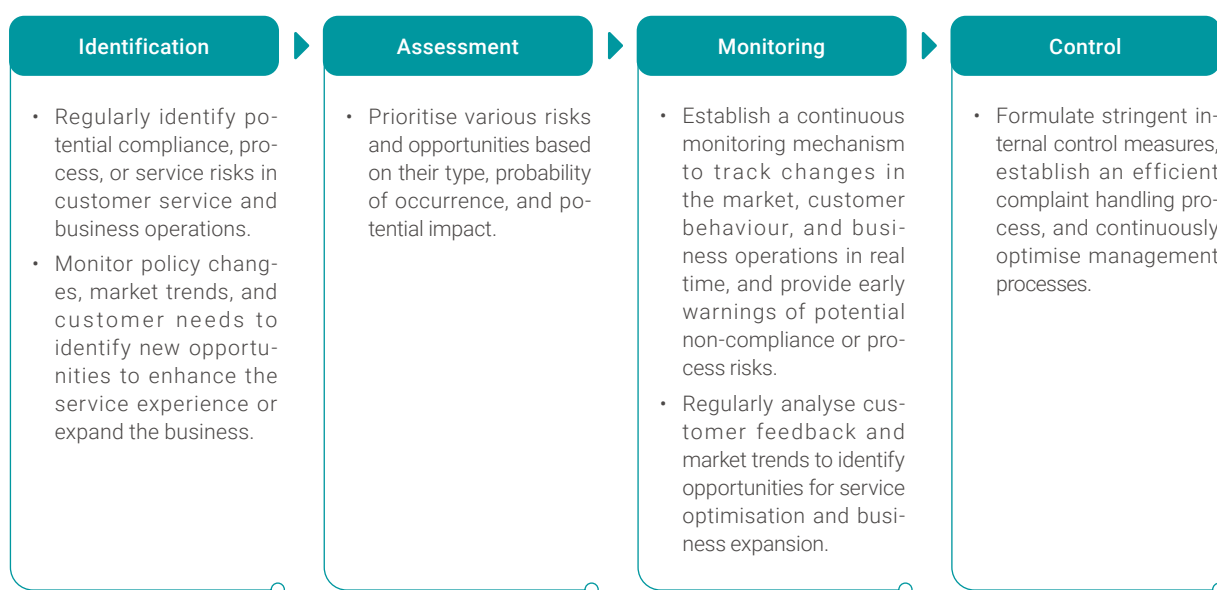 Identification
• Regularly identify po-
tential compliance, pro-
cess, or service risks in
customer service and
business operations.
• Monitor policy chang-
es, market trends, and
customer needs to
identify new opportu-
nities to enhance the
service experience or
expand the business.
Assessment
• Prioritise various risks
and opportunities based
on their type, probability
of occurrence, and po-
tential impact.
Monitoring
• Establish a continuous
monitoring mechanism
to track changes in
the market, customer
behaviour, and busi-
ness operations in real
time, and provide early
warnings of potential
non-compliance or pro-
cess risks.
• Regularly analyse cus-
tomer feedback and
market trends to identify
opportunities for service
optimisation and busi-
ness expansion.
Control
• Formulate stringent in-
ternal control measures,
establish an efficient
complaint handling pro-
cess, and continuously
optimise management
processes.